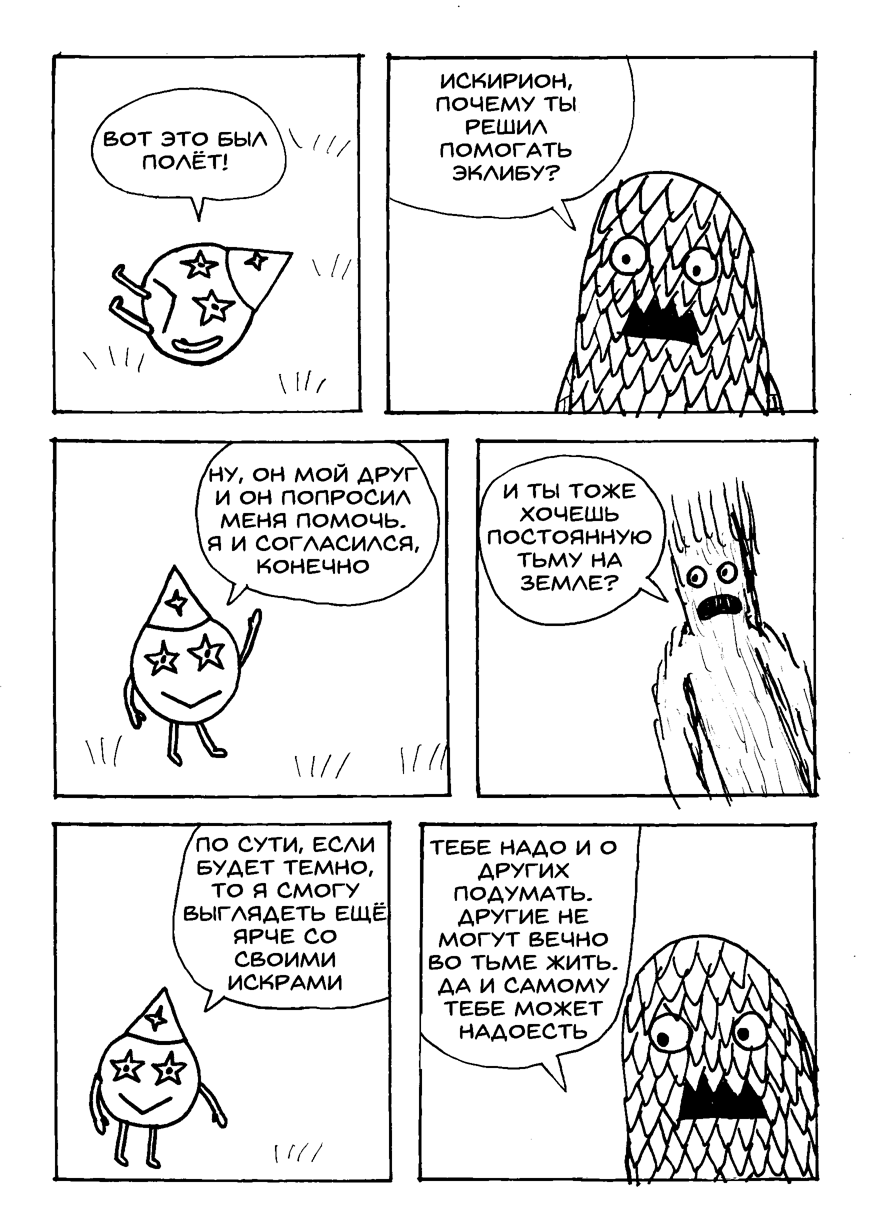 ВОТ ЭТО БЫЛ
ПОЛЁТ!
ИСКИРИОН,
ПОЧЕМУ ТЫ
РЕШИЛ
ПОМОГАТЬ
ЭКЛИБУ?
НУ, ОН МОЙ ДРУГ
И ОН ПОПРОСИЛ
МЕНЯ ПОМОЧЬ.
Я И СОГЛАСИЛСЯ,
КОНЕЧНО
И ТЫ ТОЖЕ
ХОЧЕШЬ
ПОСТОЯННУЮ
ТЬМУ НА
ЗЕМЛЕ?
ПО СУТИ, ЕСЛИ
БУДЕТ ТЕМНО,
ТО Я СМОГУ
ВЫГЛЯДЕТЬ ЕЩЁ
ЯРЧЕ СО
СВОИМИ
ИСКРАМИ
ТЕБЕ НАДО И О
ДРУГИХ
ПОДУМАТЬ.
ДРУГИЕ НЕ
МОГУТ ВЕЧНО
ВО ТЬМЕ ЖИТЬ.
ДА И САМОМУ
ТЕБЕ МОЖЕТ
НАДОЕСТЬ